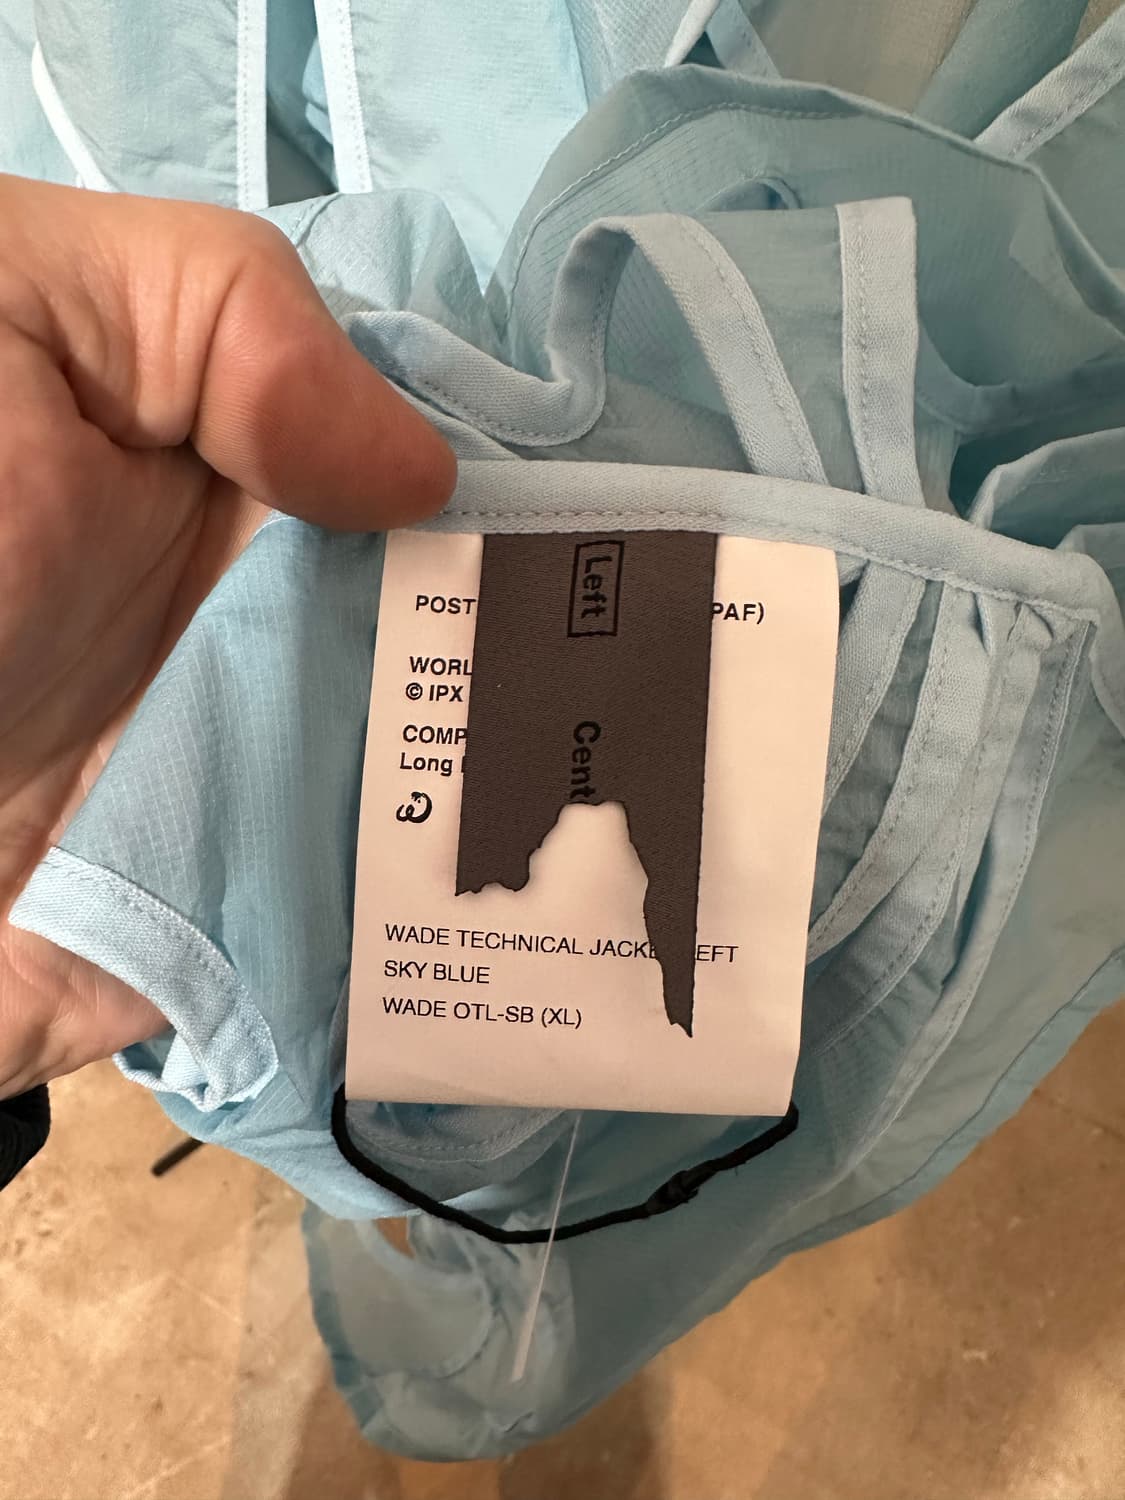 Left
Cent
POST PAF)
WORL
© IPX
COMP
Long
WADE TECHNICAL JACKE EFT
SKY BLUE
WADE OTL-SB (XL)